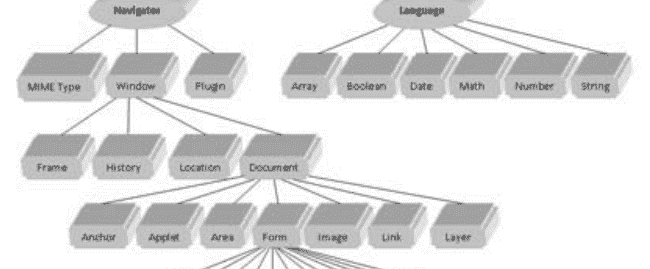 Navigator Language
MIME Type Window Plugin Array Boolean Date Math Number String
Frame History Location Document
Anchor Applet Area Form Image Link Layer